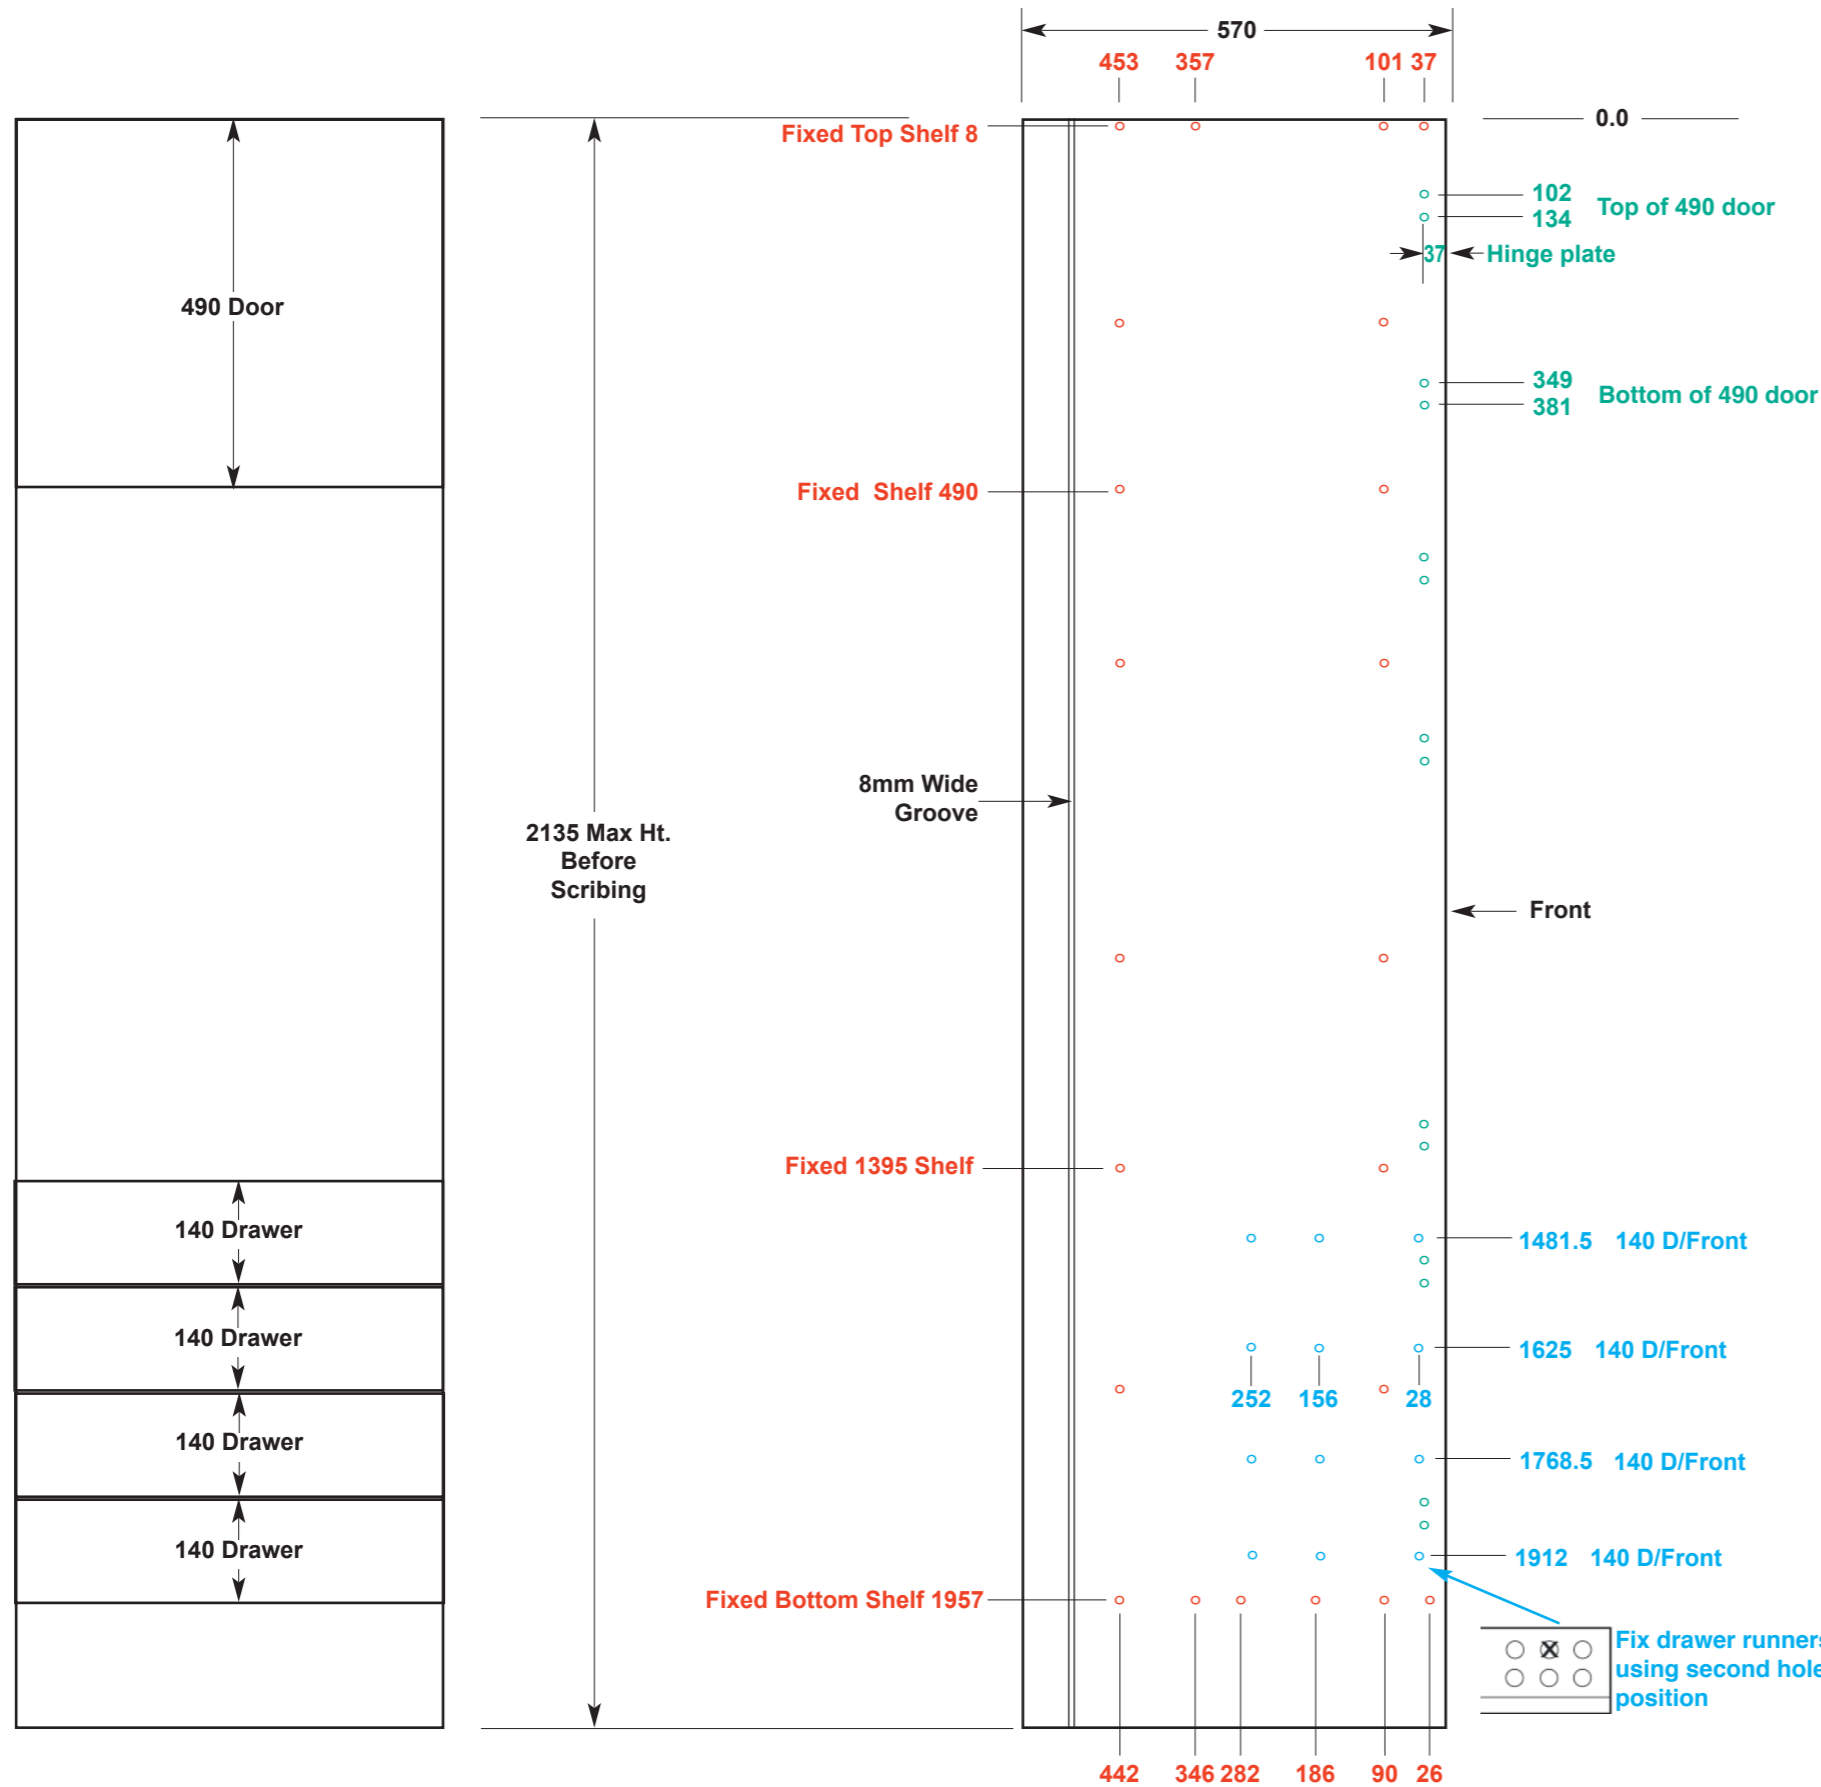 570
453 357 101 37
0.0
Fixed Top Shelf 8
102
134
Top of 490 door
37
Hinge plate
490 Door
349
381
Bottom of 490 door
Fixed Shelf 490
8mm Wide
Groove
2135 Max Ht.
Before
Scribing
Front
Fixed 1395 Shelf
140 Drawer
1481.5 140 D/Front
140 Drawer
1625 140 D/Front
252 156 28
140 Drawer
1768.5 140 D/Front
140 Drawer
1912 140 D/Front
Fixed Bottom Shelf 1957
Fix drawer runners
using second hole
position
442 346 282 186 90 26